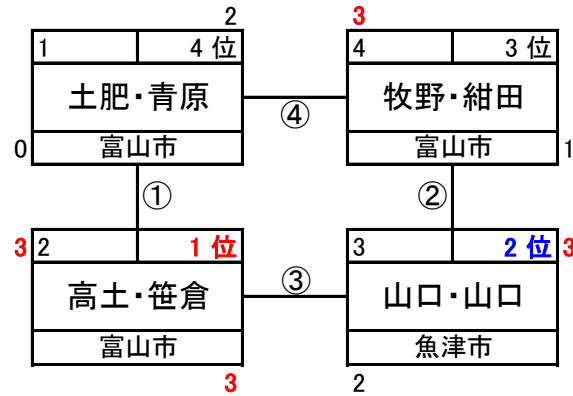 2 3
1 4 位 4 3 位
土肥・青原 牧野・紺田
④
0 富山市 富山市 1
① ②
3 2 1 位 3 2 位 3
高土・笹倉 ③ 山口・山口
富山市 魚津市
3 2